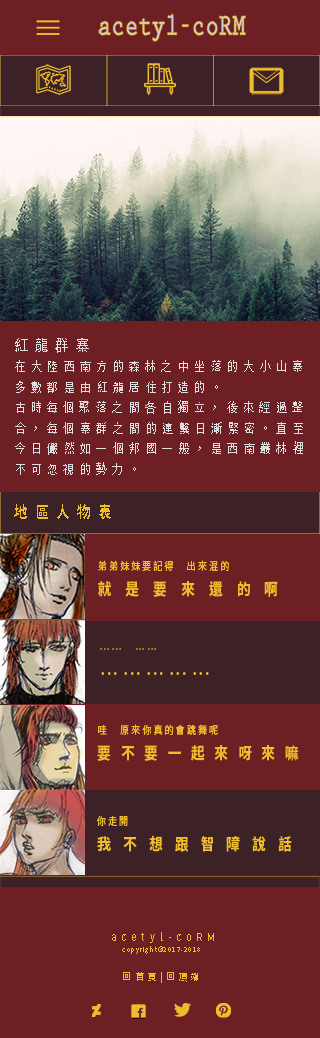 acetyl-coRM
紅龍群寨
在大陸西南方的森林之中坐落的大小山寨
多數都是由紅龍居住打造的。
古時每個聚落之間各自獨立，後來經過整
合，每個寨群之間的連繫日漸緊密。直至
今日儼然如一個邦國一般，是西南叢林裡
不可忽視的勢力。
地區人物表
弟弟妹妹要記得　出來混的
就是要來還的啊
……　……
………………
哇　原來你真的會跳舞呢
要不要一起來呀來嘛
你走開
我不想跟智障說話
acetyl-coRM
copyright©2017-2018
回首頁|回頂端